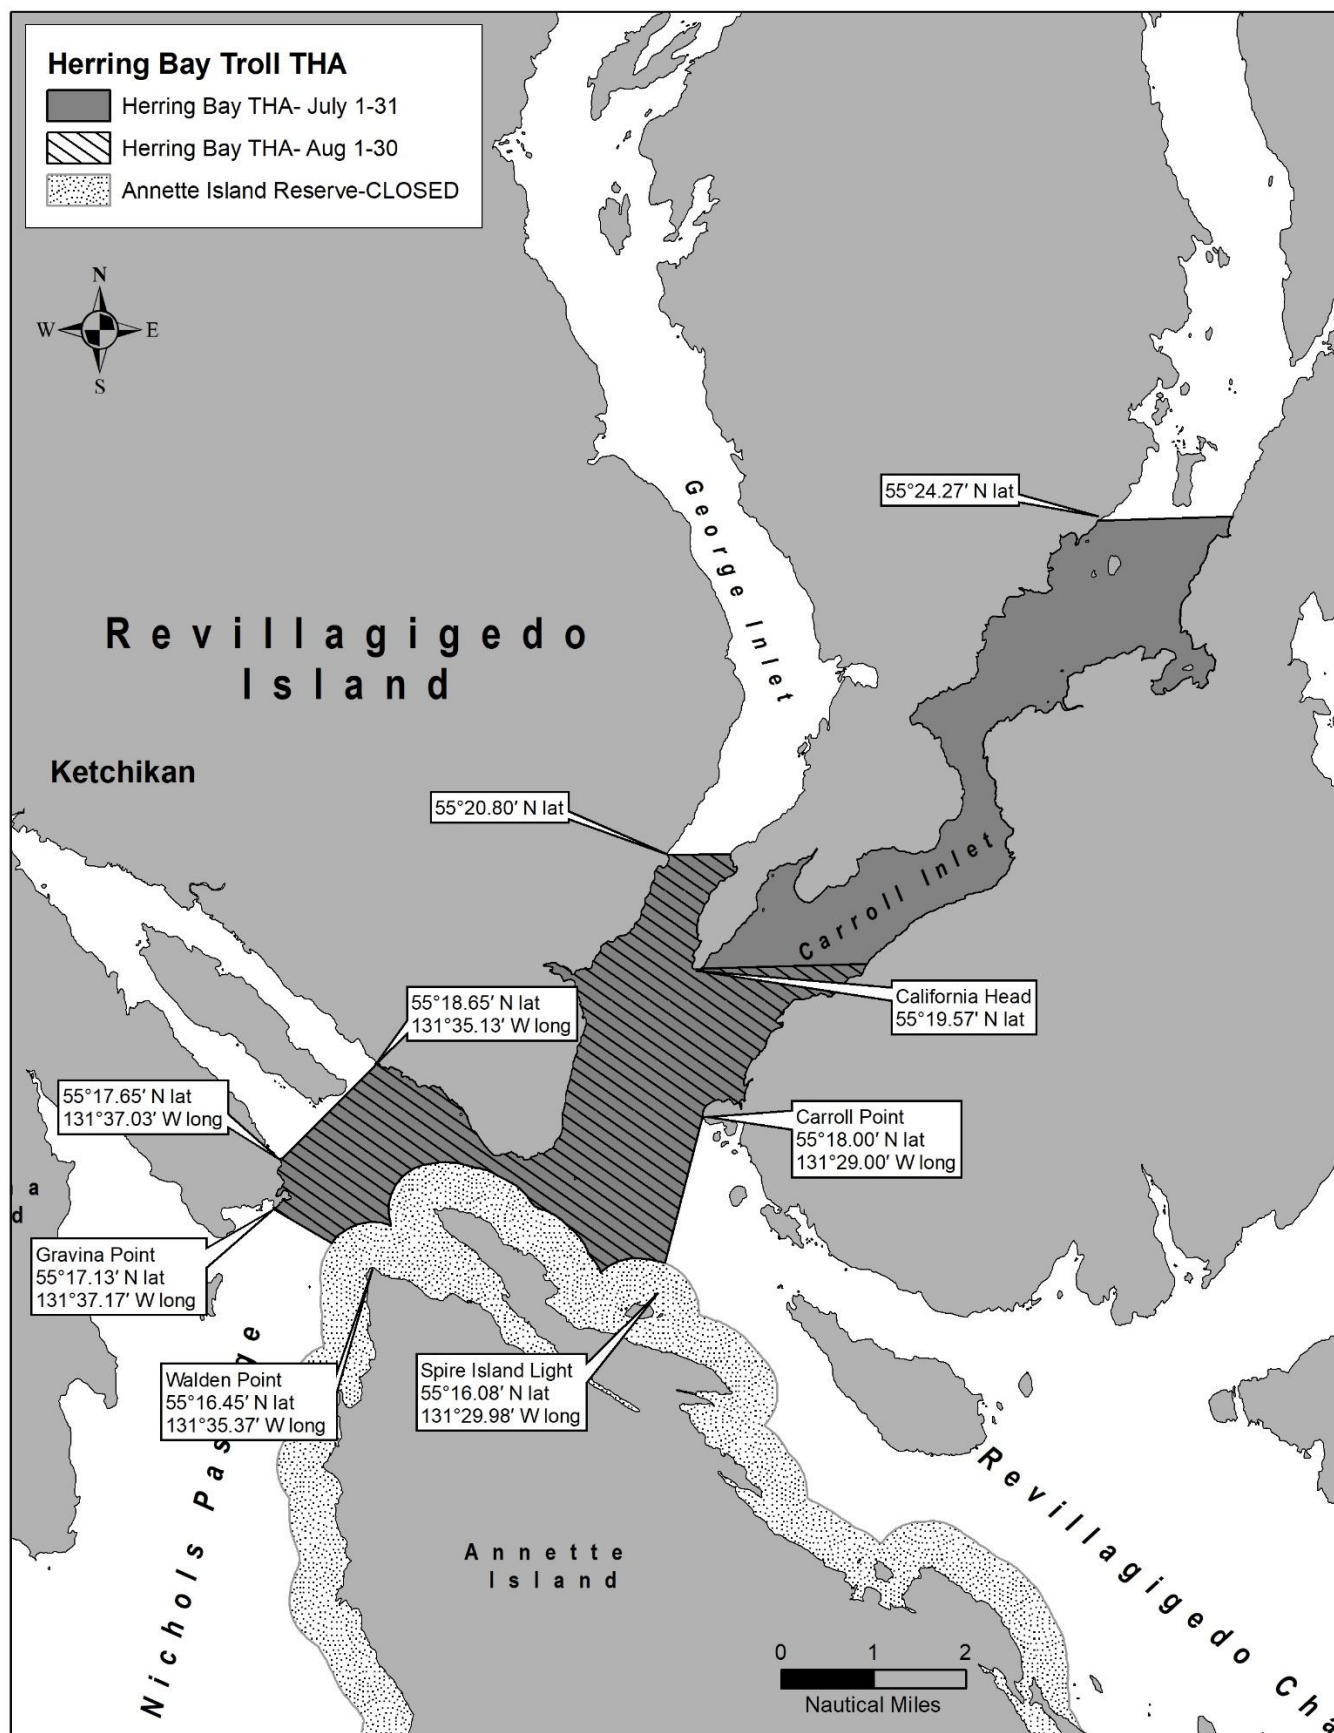 Herring Bay Troll THA
Herring Bay THA- July 1-31
Herring Bay THA- Aug 1-30
Annette Island Reserve-CLOSED
N
W E
S
George Inlet
55°24.27′ N lat
Revillagigedo
Island
Ketchikan
55°20.80′ N lat
Carroll Inlet
California Head
55°19.57' N lat
55°18.65′ N lat
131°35.13′ W long
55°17.65′ N lat
131°37.03′ W long
Carroll Point
55°18.00′ N lat
131°29.00′ W long
a
d
Gravina Point
55°17.13′ N lat
131°37.17′ W long
Walden Point
55°16.45′ N lat
131°35.37′ W long
Spire Island Light
55°16.08′ N lat
131°29.98′ W long
Nichols Passage
Annette
Island
Revillagigedo Cha
0 1 2
Nautical Miles